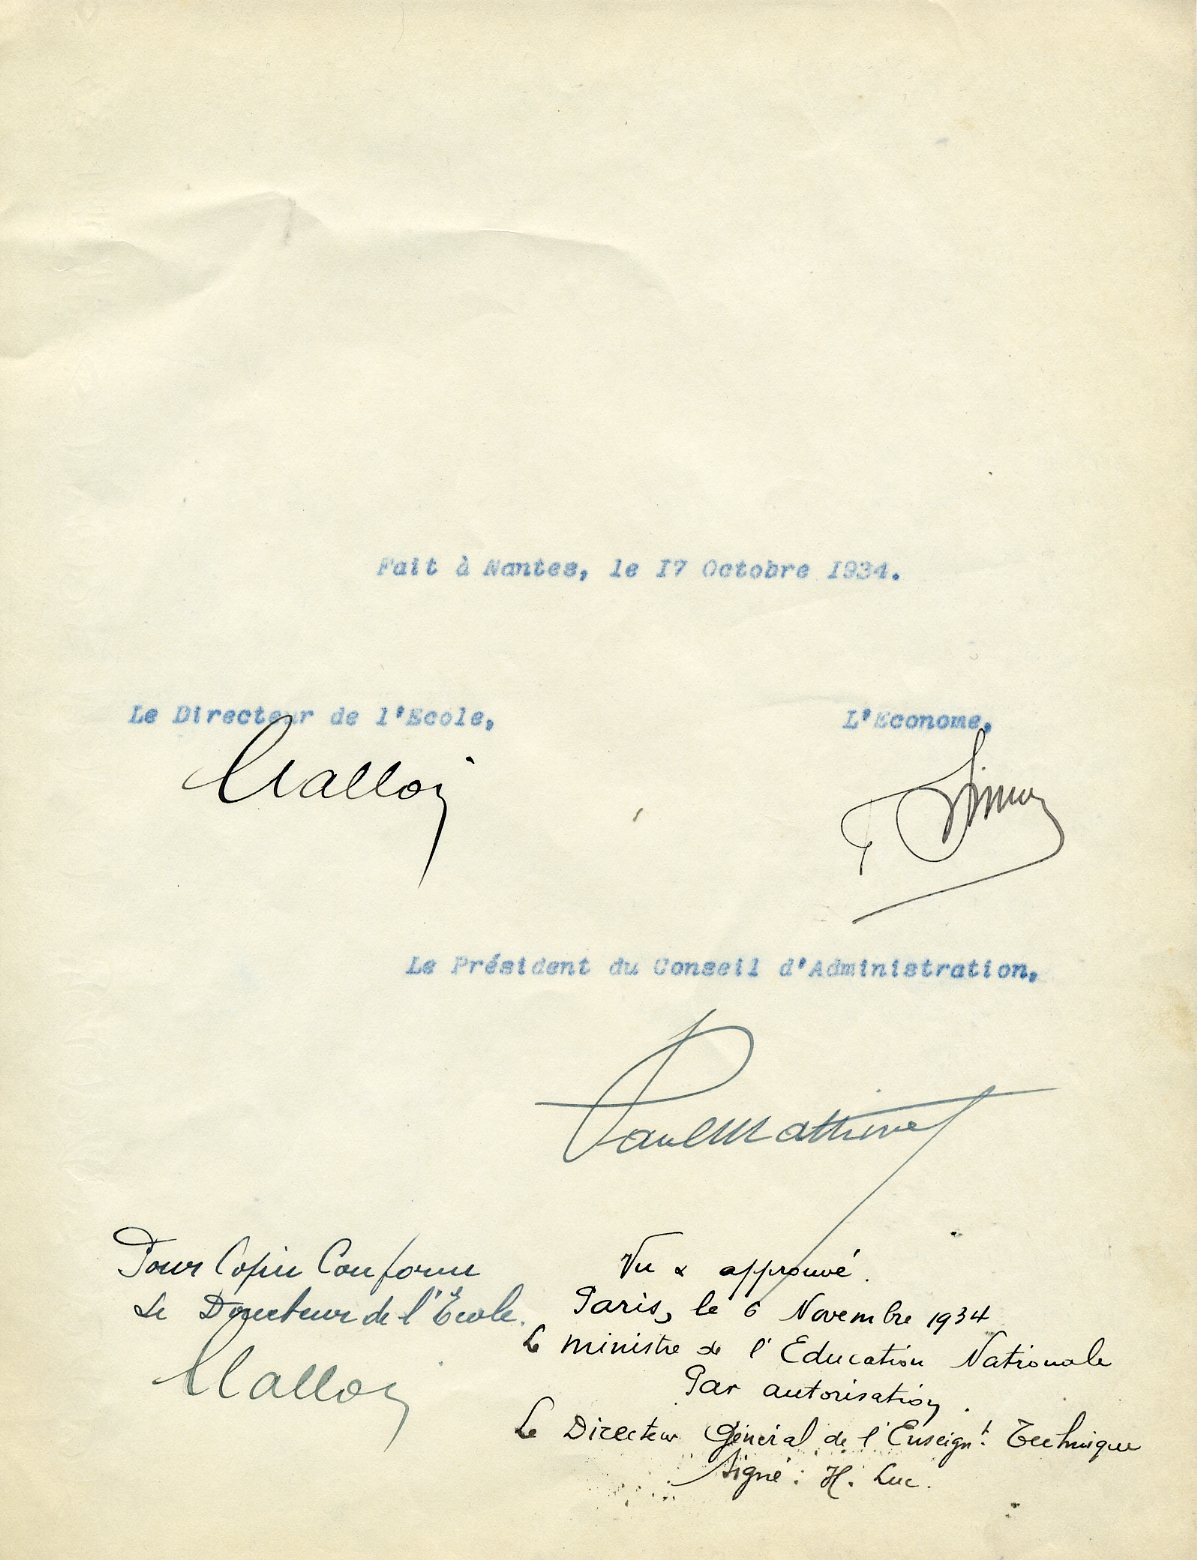 Fait à Nantes, le 17 Octobre 1934.
Le Directeur de l'Ecole,
L'Econome,
Le Président du Conseil d'Administration,
Pour Copie Conforme
Le Directeur de l'École.
Vu & approuvé.
Paris, le 6 Novembre 1934
Le ministre de l'Education Nationale
Par autorisation.
Le Directeur Général de l'Enseignt. Technique
Signé: H. Luc.